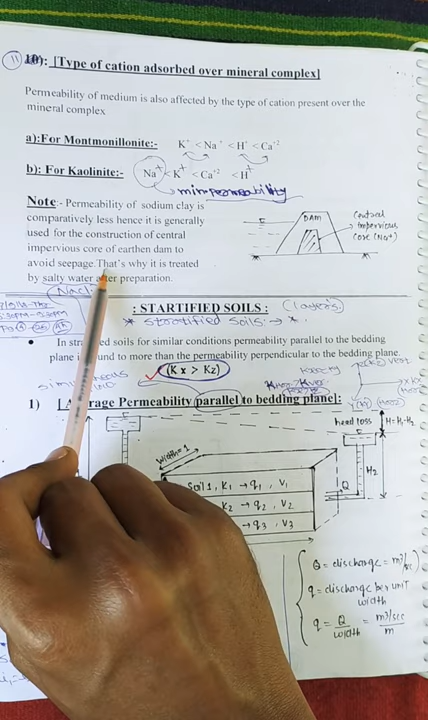 11) 10): [Type of cation adsorbed over mineral complex]
Permeability of medium is also affected by the type of cation present over the
mineral complex
a):For Montmonillonite:- K⁺ < Na⁺ < H⁺ < Ca⁺²
b): For Kaolinite:- Na⁺ < K⁺ < Ca⁺² < H⁺
min permeability
Note:- Permeability of sodium clay is
comparatively less hence it is generally
used for the construction of central
impervious core of earthen dam to
avoid seepage.That's why it is treated
by salty water after preparation.
DAM
Central
impervious
core (Na⁺)
NaCl
: STARTIFIED SOILS: (Layers)
* stratified soils →
In soils for similar conditions permeability parallel to the bedding
plane is found to more than the permeability perpendicular to the bedding plane.
(K x > Kz)
1) [Average Permeability parallel to bedding plane]:
head loss
H = H₁-H₂
H₂
Width=1
Soil 1, K₁ → q₁, V₁
K₂ → q₂, V₂
→ q₃, V₃
Q
Q = discharge = m³/sec
q = discharge per unit
width
q = Q/width = m³/sec/m